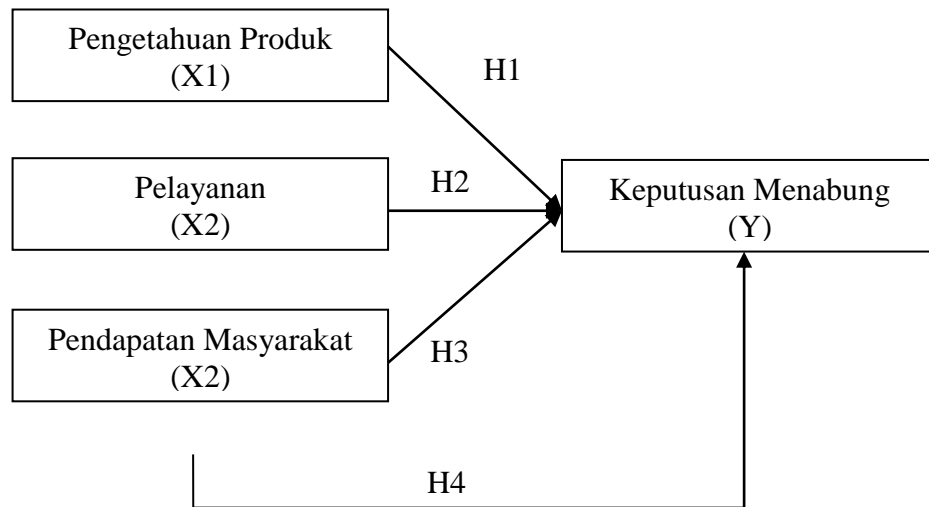 Pengetahuan Produk
(X1)
H1
Pelayanan
(X2)
H2
Keputusan Menabung
(Y)
Pendapatan Masyarakat
(X2)
H3
H4